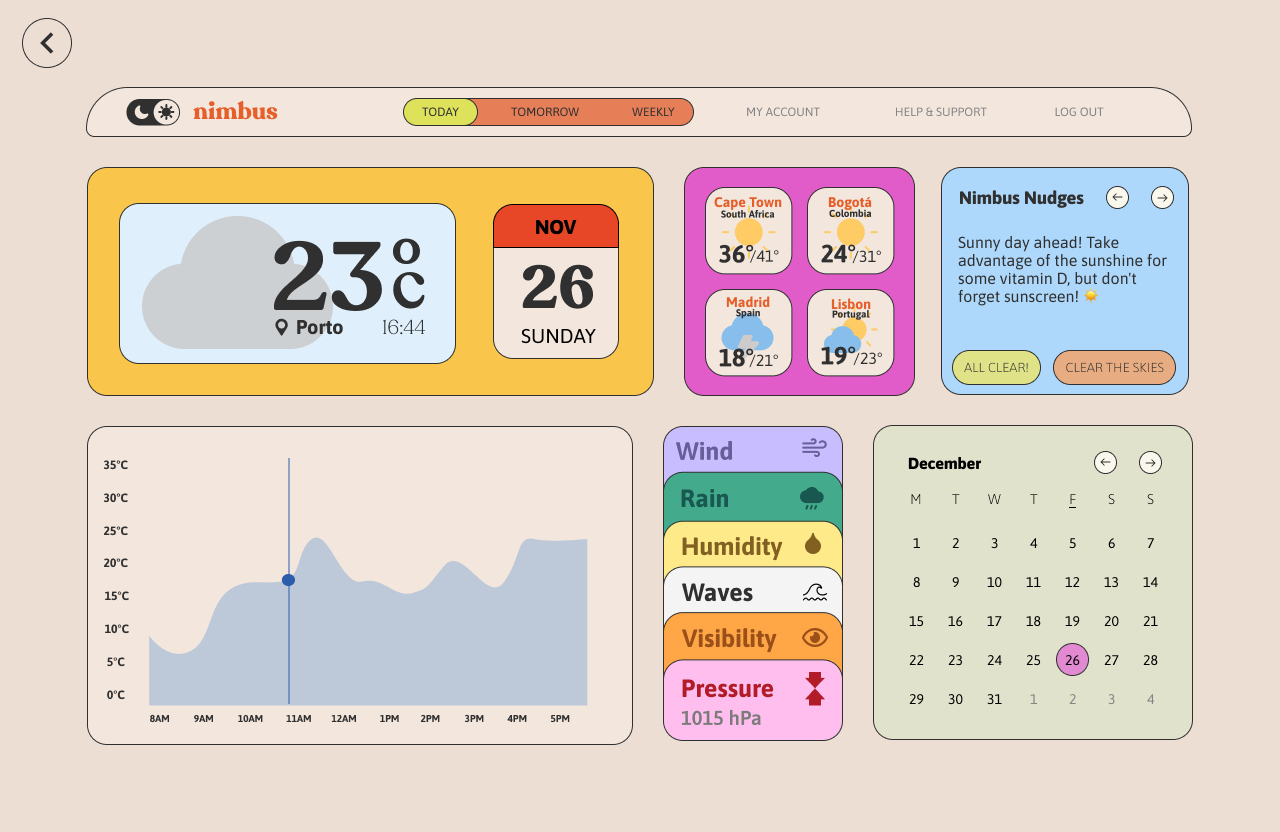 nimbus
TODAY TOMORROW WEEKLY
MY ACCOUNT HELP & SUPPORT LOG OUT
23°C
Porto 16:44
NOV
26
SUNDAY
Cape Town
South Africa
36°/41°
Bogotá
Colombia
24°/31°
Madrid
Spain
18°/21°
Lisbon
Portugal
19°/23°
Nimbus Nudges
Sunny day ahead! Take
advantage of the sunshine for
some vitamin D, but don't
forget sunscreen! ☀️
ALL CLEAR! CLEAR THE SKIES
35°C
30°C
25°C
20°C
15°C
10°C
5°C
0°C
8AM 9AM 10AM 11AM 12AM 1PM 2PM 3PM 4PM 5PM
Wind
Rain
Humidity
Waves
Visibility
Pressure
1015 hPa
December
M T W T F S S
1 2 3 4 5 6 7
8 9 10 11 12 13 14
15 16 17 18 19 20 21
22 23 24 25 26 27 28
29 30 31 1 2 3 4